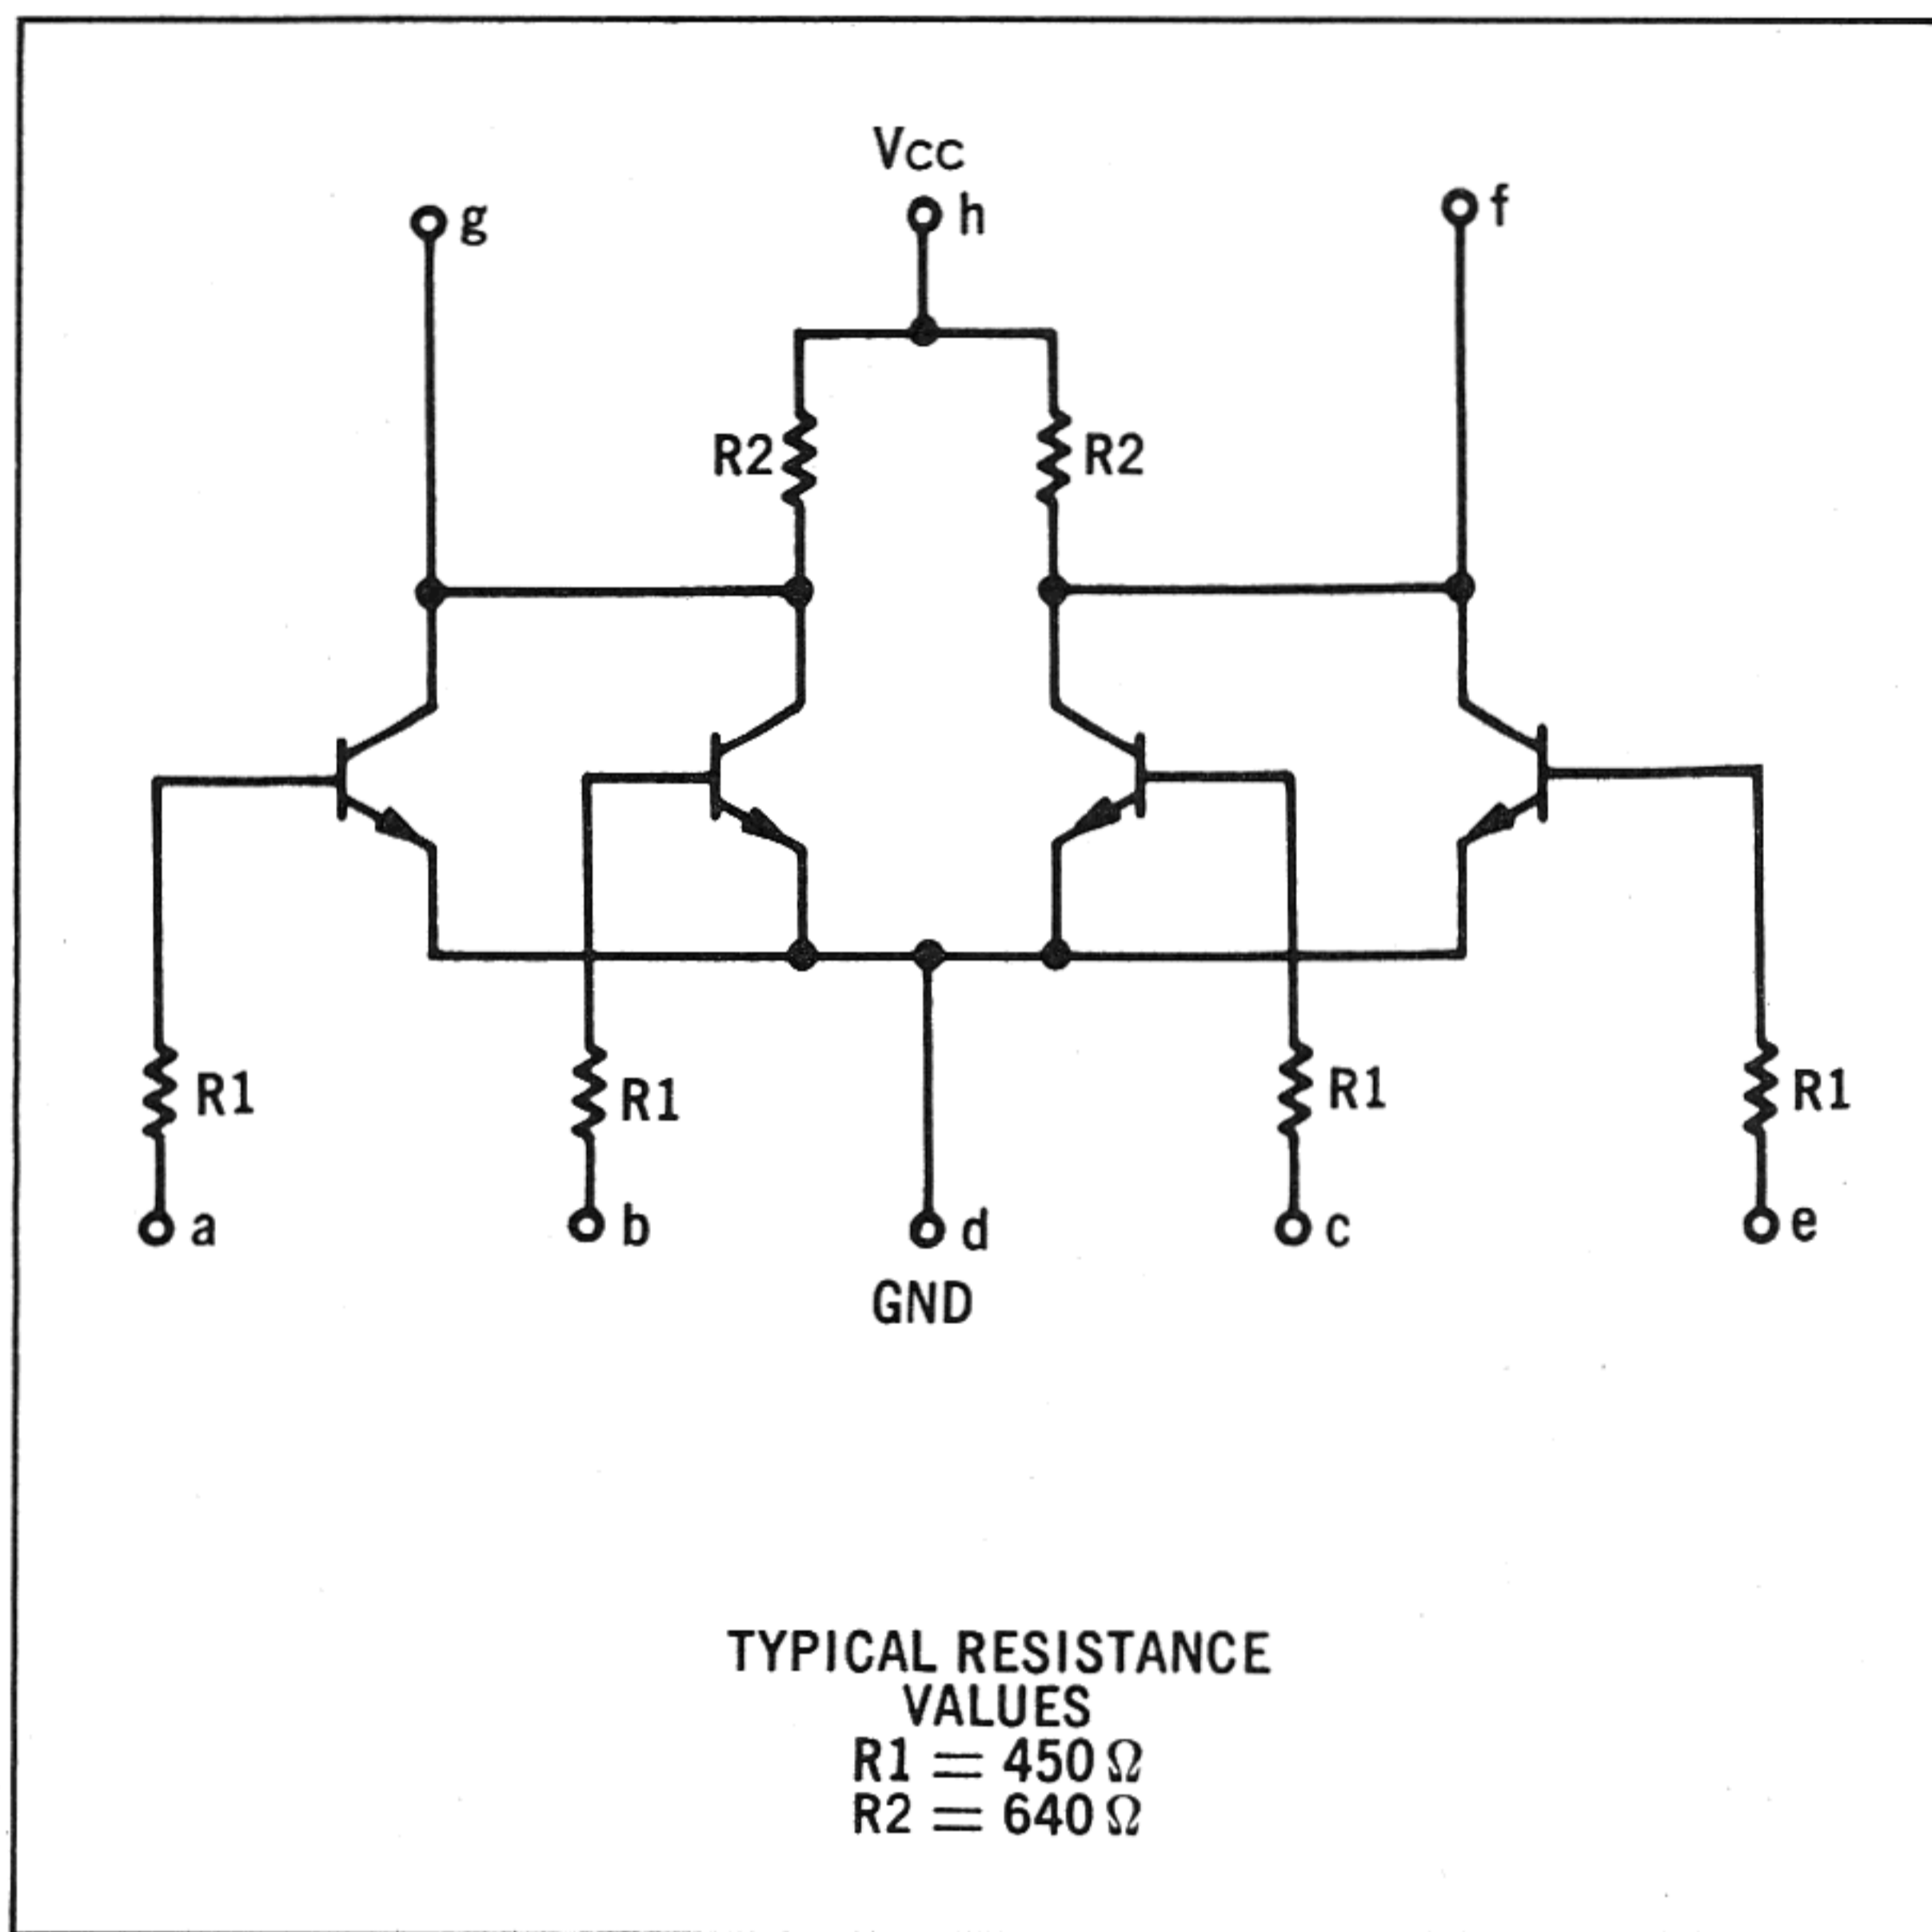 Vcc
g
h
f
R2
R2
R1
R1
R1
R1
a
b
d
c
e
GND
TYPICAL RESISTANCE
VALUES
R1 = 450 Ω
R2 = 640 Ω